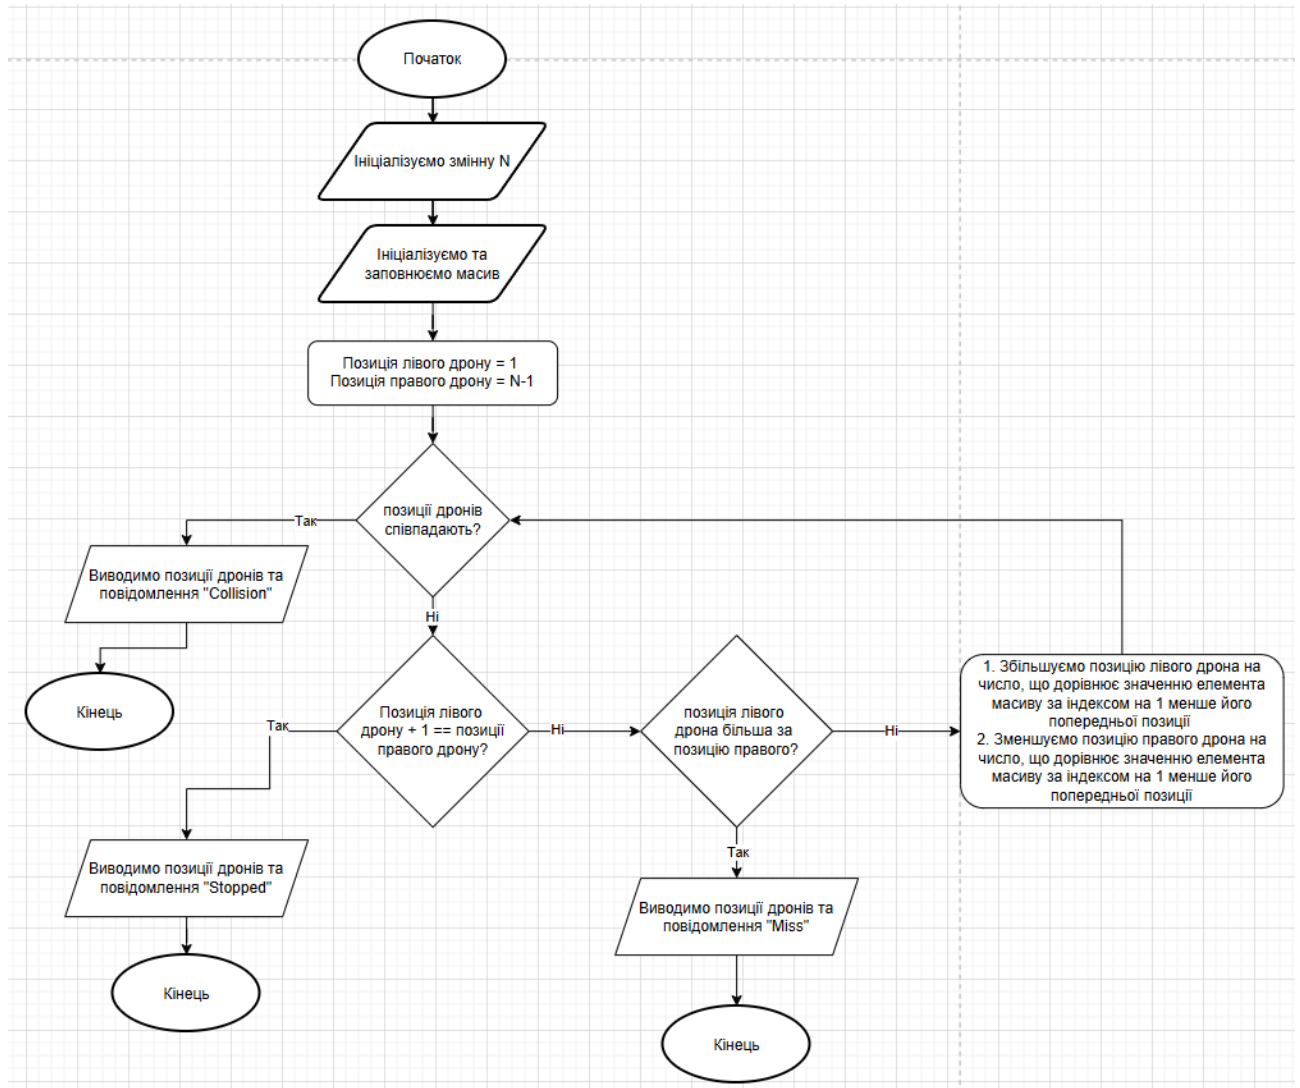 Початок
Ініціалізуємо змінну N
Ініціалізуємо та
заповнюємо масив
Позиція лівого дрону = 1
Позиція правого дрону = N-1
позиції дронів
співпадають?
Так
Виводимо позиції дронів та
повідомлення "Collision"
Кінець
Ні
Позиція лівого
дрону + 1 == позиції
правого дрону?
Так
Виводимо позиції дронів та
повідомлення "Stopped"
Кінець
Ні
позиція лівого
дрона більша за
позицію правого?
Так
Виводимо позиції дронів та
повідомлення "Miss"
Кінець
Ні
1. Збільшуємо позицію лівого дрона на
число, що дорівнює значенню елемента
масиву за індексом на 1 менше його
попередньої позиції
2. Зменшуємо позицію правого дрона на
число, що дорівнює значенню елемента
масиву за індексом на 1 менше його
попередньої позиції